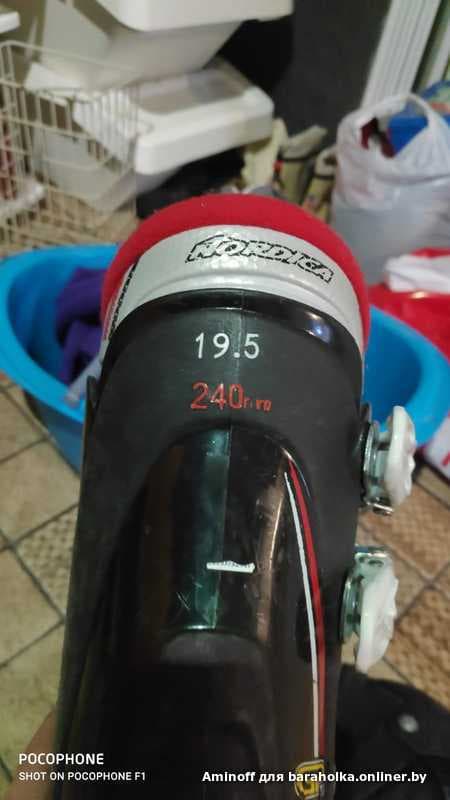 NORDICA
19.5
240mm
POCOPHONE
SHOT ON POCOPHONE F1
Aminoff для baraholka.onliner.by